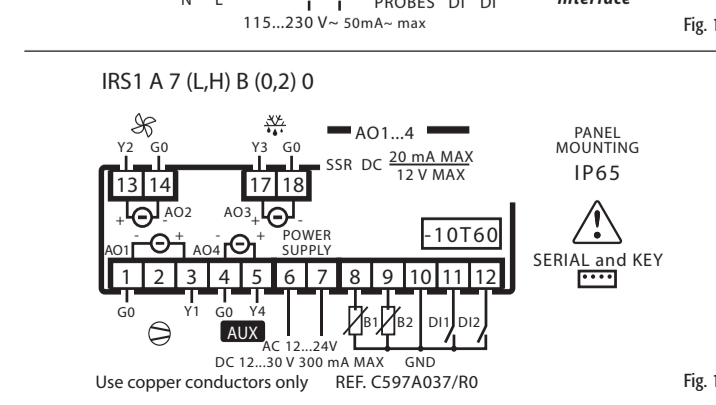 N L PROBES DI DI interface
115...230 V~ 50mA~ max
Fig. 1
IRS1 A 7 (L,H) B (0,2) 0
AO1...4
Y2 G0 Y3 G0
SSR DC 20 mA MAX
12 V MAX
PANEL
MOUNTING
IP65
13 14 17 18
+ - AO2 AO3 + -
- + - +
AO1 AO4
POWER
SUPPLY
-10T60
SERIAL and KEY
1 2 3 4 5 6 7 8 9 10 11 12
G0 Y1 G0 Y4
B1 B2 DI1 DI2
AUX
AC 12...24V
DC 12...30 V 300 mA MAX GND
Use copper conductors only REF. C597A037/R0
Fig. 1